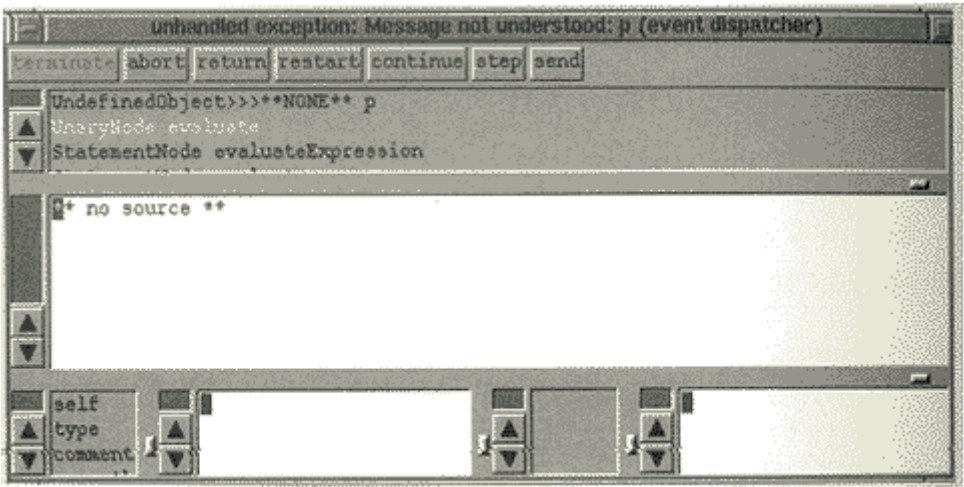 unhandled exception: Message not understood: p (event dispatcher)
terminate abort return restart continue step send
UndefinedObject>>>**NONE** p
UnaryNode evaluate
StatementNode evaluateExpression
* no source **
self
type
comment